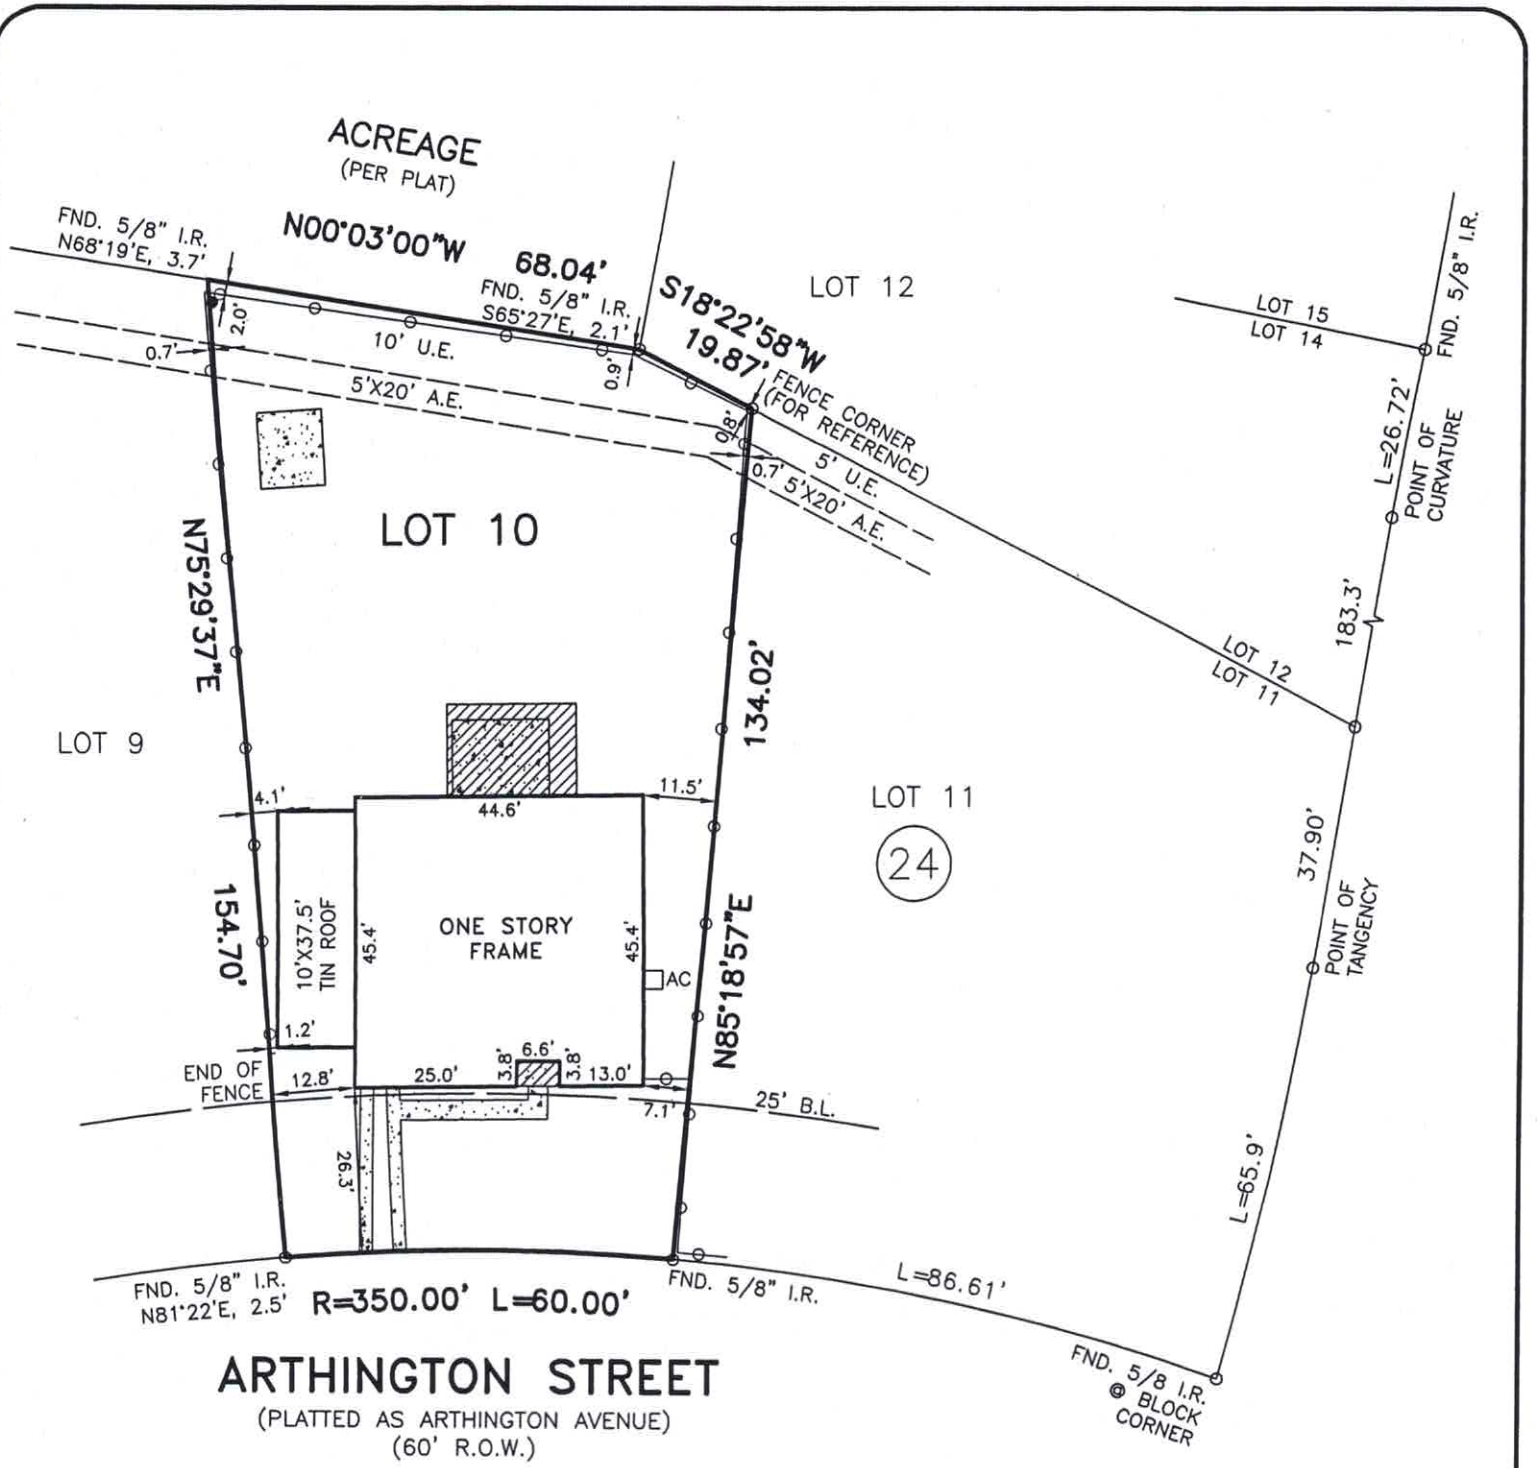 ACREAGE
(PER PLAT)
FND. 5/8" I.R.
N68°19'E, 3.7'
N00°03'00"W 68.04'
FND. 5/8" I.R.
S65°27'E, 2.1'
S18°22'58"W
19.87'
LOT 12
LOT 15
LOT 14
FND. 5/8" I.R.
2.0'
0.7'
10' U.E.
0.9'
5'X20' A.E.
0.8'
FENCE CORNER
(FOR REFERENCE)
5' U.E.
0.7'
5'X20' A.E.
L=26.72'
POINT OF
CURVATURE
LOT 10
N75°29'37"E
154.70'
183.3'
LOT 12
LOT 11
134.02'
N85°18'57"E
LOT 9
4.1'
44.6'
11.5'
LOT 11
24
37.90'
POINT OF
TANGENCY
10'X37.5'
TIN ROOF
45.4'
ONE STORY
FRAME
45.4'
AC
1.2'
END OF
FENCE
12.8'
25.0'
3.8'
6.6'
3.8'
13.0'
7.1'
25' B.L.
26.3'
L=65.9'
FND. 5/8" I.R.
N81°22'E, 2.5'
R=350.00' L=60.00'
FND. 5/8" I.R.
L=86.61'
FND. 5/8 I.R.
@ BLOCK
CORNER
ARTHINGTON STREET
(PLATTED AS ARTHINGTON AVENUE)
(60' R.O.W.)